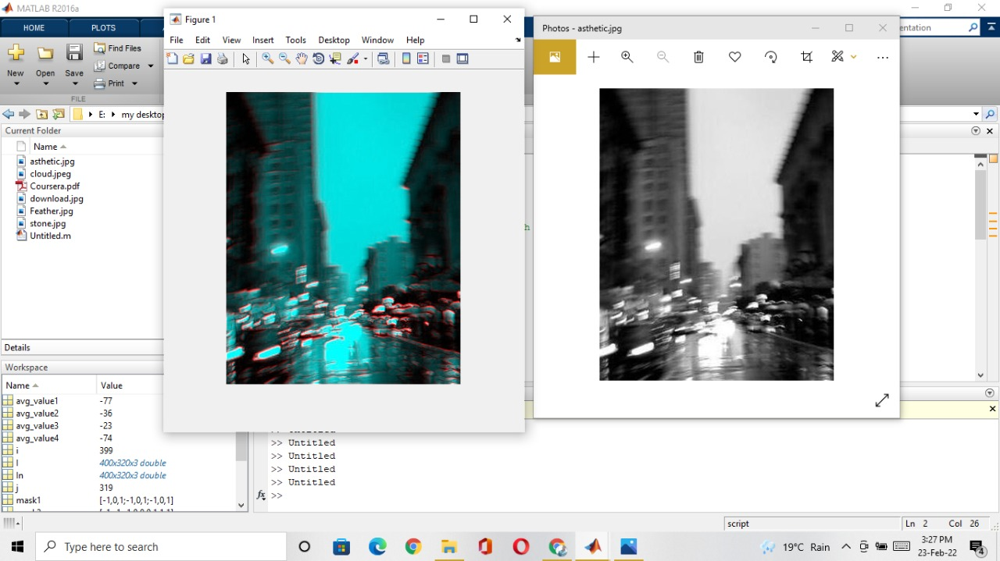 MATLAB R2016a
HOME
PLOTS
entation
New
Open
Save
Find Files
Compare
Print
FILE
E:
my desktop
Current Folder
Name
asthetic.jpg
cloud.jpeg
Coursera.pdf
download.jpg
Feather.jpg
stone.jpg
Untitled.m
Details
Workspace
Name Value
avg_value1 -77
avg_value2 -36
avg_value3 -23
avg_value4 -74
i 399
I 400x320x3 double
In 400x320x3 double
j 319
mask1 [-1,0,1;-1,0,1;-1,0,1]
Figure 1
File Edit View Insert Tools Desktop Window Help
Photos - asthetic.jpg
h
>> Untitled
>> Untitled
>> Untitled
>> Untitled
fx >>
script
Ln 2 Col 26
Type here to search
19°C Rain
3:27 PM
23-Feb-22
4